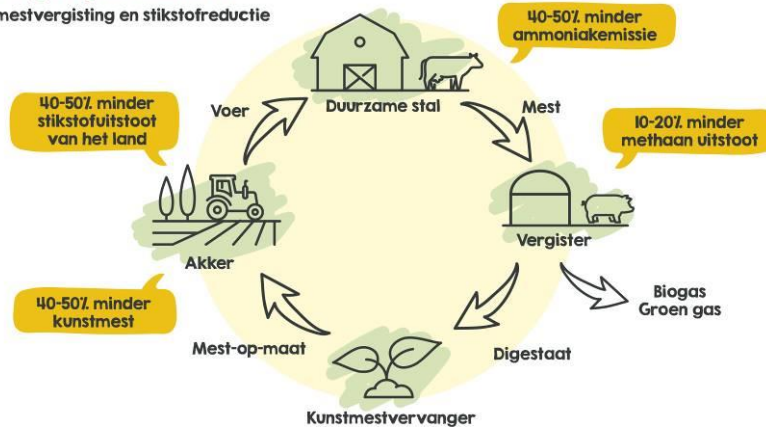 mestvergisting en stikstofreductie
40-50% minder
ammoniakemissie
Duurzame stal
Mest
10-20% minder
methaan uitstoot
Vergister
Biogas
Groen gas
Digestaat
Kunstmestvervanger
Mest-op-maat
40-50% minder
kunstmest
Akker
40-50% minder
stikstofuitstoot
van het land
Voer